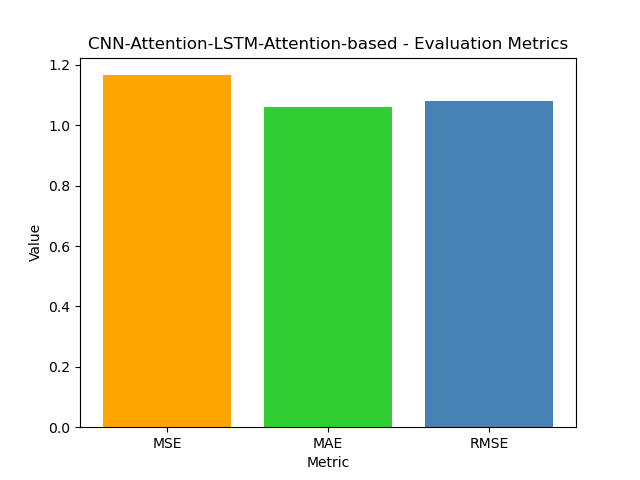 CNN-Attention-LSTM-Attention-based - Evaluation Metrics
1.2
1.0
0.8
0.6
0.4
0.2
0.0
Value
MSE
MAE
RMSE
Metric